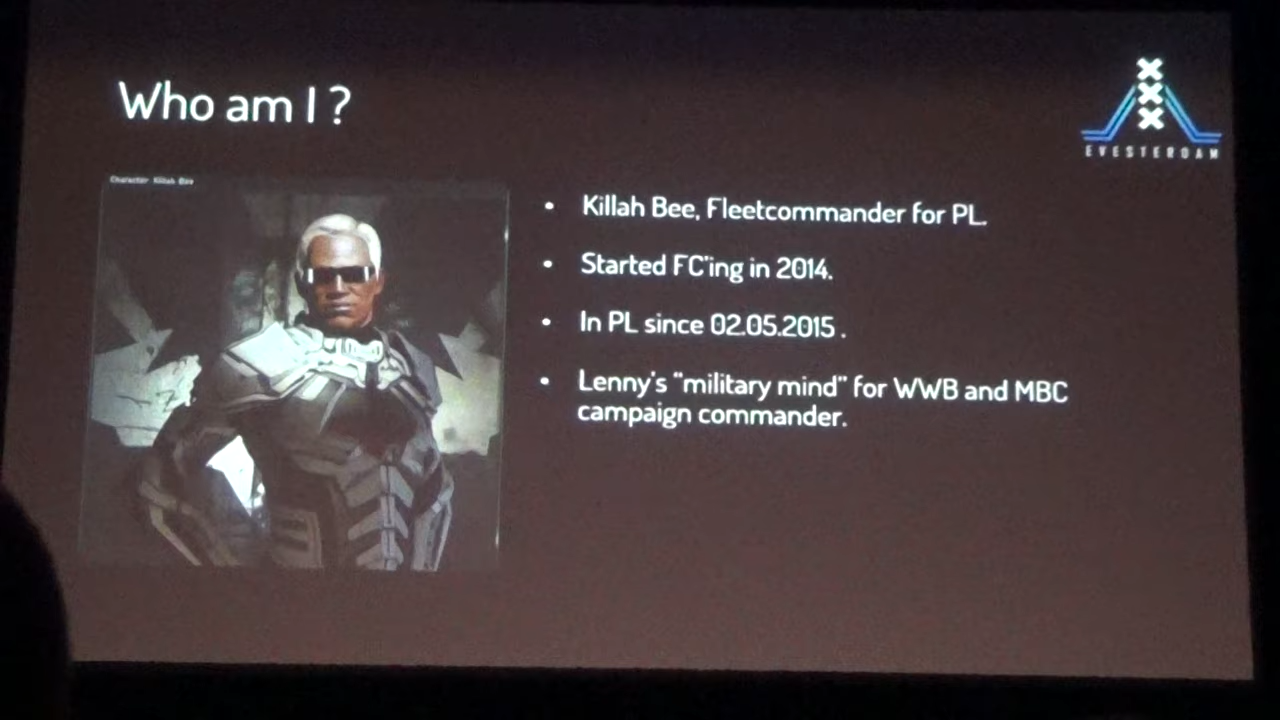 Who am I ?
EVESTERDAM
Character: Killah Bee
• Killah Bee, Fleetcommander for PL.
• Started FC'ing in 2014.
• In PL since 02.05.2015 .
• Lenny's "military mind" for WWB and MBC
campaign commander.